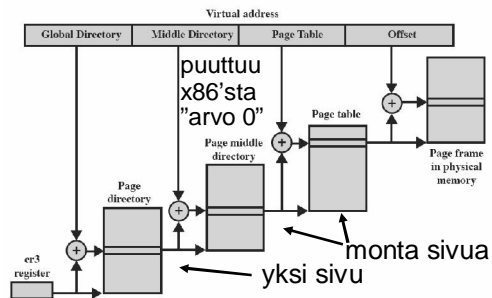 Virtual address
Global Directory
Middle Directory
Page Table
Offset
puuttuu
x86'sta
"arvo 0"
Page table
Page middle
directory
Page frame
in physical
memory
Page
directory
monta sivua
yksi sivu
cr3
register